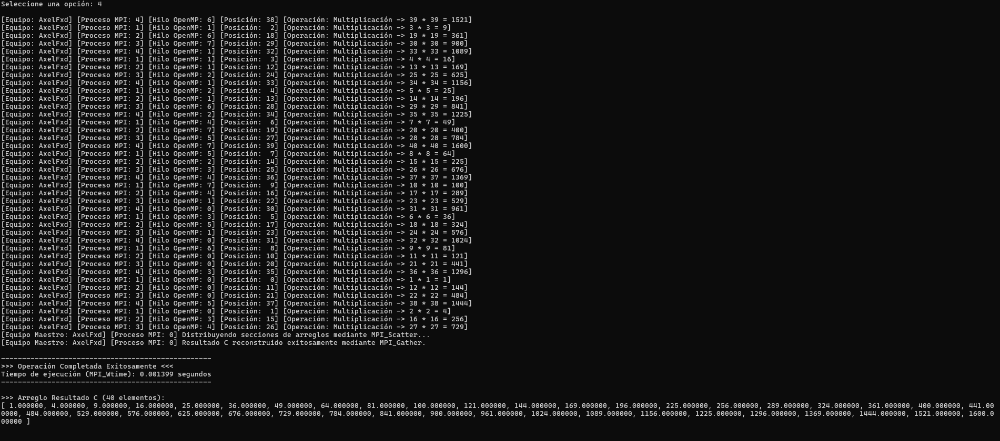 Seleccione una opción: 4
[Equipo: AxelFxd] [Proceso MPI: 4] [Hilo OpenMP: 6] [Posición: 38] [Operación: Multiplicación -> 39 * 39 = 1521]
[Equipo: AxelFxd] [Proceso MPI: 1] [Hilo OpenMP: 1] [Posición:  2] [Operación: Multiplicación -> 3 * 3 = 9]
[Equipo: AxelFxd] [Proceso MPI: 2] [Hilo OpenMP: 6] [Posición: 18] [Operación: Multiplicación -> 19 * 19 = 361]
[Equipo: AxelFxd] [Proceso MPI: 3] [Hilo OpenMP: 7] [Posición: 29] [Operación: Multiplicación -> 30 * 30 = 900]
[Equipo: AxelFxd] [Proceso MPI: 4] [Hilo OpenMP: 1] [Posición: 32] [Operación: Multiplicación -> 33 * 33 = 1089]
[Equipo: AxelFxd] [Proceso MPI: 1] [Hilo OpenMP: 1] [Posición:  3] [Operación: Multiplicación -> 4 * 4 = 16]
[Equipo: AxelFxd] [Proceso MPI: 2] [Hilo OpenMP: 1] [Posición: 12] [Operación: Multiplicación -> 13 * 13 = 169]
[Equipo: AxelFxd] [Proceso MPI: 3] [Hilo OpenMP: 2] [Posición: 24] [Operación: Multiplicación -> 25 * 25 = 625]
[Equipo: AxelFxd] [Proceso MPI: 4] [Hilo OpenMP: 1] [Posición: 33] [Operación: Multiplicación -> 34 * 34 = 1156]
[Equipo: AxelFxd] [Proceso MPI: 1] [Hilo OpenMP: 2] [Posición:  4] [Operación: Multiplicación -> 5 * 5 = 25]
[Equipo: AxelFxd] [Proceso MPI: 2] [Hilo OpenMP: 1] [Posición: 13] [Operación: Multiplicación -> 14 * 14 = 196]
[Equipo: AxelFxd] [Proceso MPI: 3] [Hilo OpenMP: 6] [Posición: 28] [Operación: Multiplicación -> 29 * 29 = 841]
[Equipo: AxelFxd] [Proceso MPI: 4] [Hilo OpenMP: 2] [Posición: 34] [Operación: Multiplicación -> 35 * 35 = 1225]
[Equipo: AxelFxd] [Proceso MPI: 1] [Hilo OpenMP: 4] [Posición:  6] [Operación: Multiplicación -> 7 * 7 = 49]
[Equipo: AxelFxd] [Proceso MPI: 2] [Hilo OpenMP: 7] [Posición: 19] [Operación: Multiplicación -> 20 * 20 = 400]
[Equipo: AxelFxd] [Proceso MPI: 3] [Hilo OpenMP: 5] [Posición: 27] [Operación: Multiplicación -> 28 * 28 = 784]
[Equipo: AxelFxd] [Proceso MPI: 4] [Hilo OpenMP: 7] [Posición: 39] [Operación: Multiplicación -> 40 * 40 = 1600]
[Equipo: AxelFxd] [Proceso MPI: 1] [Hilo OpenMP: 5] [Posición:  7] [Operación: Multiplicación -> 8 * 8 = 64]
[Equipo: AxelFxd] [Proceso MPI: 2] [Hilo OpenMP: 2] [Posición: 14] [Operación: Multiplicación -> 15 * 15 = 225]
[Equipo: AxelFxd] [Proceso MPI: 3] [Hilo OpenMP: 3] [Posición: 25] [Operación: Multiplicación -> 26 * 26 = 676]
[Equipo: AxelFxd] [Proceso MPI: 4] [Hilo OpenMP: 4] [Posición: 36] [Operación: Multiplicación -> 37 * 37 = 1369]
[Equipo: AxelFxd] [Proceso MPI: 1] [Hilo OpenMP: 7] [Posición:  9] [Operación: Multiplicación -> 10 * 10 = 100]
[Equipo: AxelFxd] [Proceso MPI: 2] [Hilo OpenMP: 4] [Posición: 16] [Operación: Multiplicación -> 17 * 17 = 289]
[Equipo: AxelFxd] [Proceso MPI: 3] [Hilo OpenMP: 1] [Posición: 22] [Operación: Multiplicación -> 23 * 23 = 529]
[Equipo: AxelFxd] [Proceso MPI: 4] [Hilo OpenMP: 0] [Posición: 30] [Operación: Multiplicación -> 31 * 31 = 961]
[Equipo: AxelFxd] [Proceso MPI: 1] [Hilo OpenMP: 3] [Posición:  5] [Operación: Multiplicación -> 6 * 6 = 36]
[Equipo: AxelFxd] [Proceso MPI: 2] [Hilo OpenMP: 5] [Posición: 17] [Operación: Multiplicación -> 18 * 18 = 324]
[Equipo: AxelFxd] [Proceso MPI: 3] [Hilo OpenMP: 1] [Posición: 23] [Operación: Multiplicación -> 24 * 24 = 576]
[Equipo: AxelFxd] [Proceso MPI: 4] [Hilo OpenMP: 0] [Posición: 31] [Operación: Multiplicación -> 32 * 32 = 1024]
[Equipo: AxelFxd] [Proceso MPI: 1] [Hilo OpenMP: 6] [Posición:  8] [Operación: Multiplicación -> 9 * 9 = 81]
[Equipo: AxelFxd] [Proceso MPI: 2] [Hilo OpenMP: 0] [Posición: 10] [Operación: Multiplicación -> 11 * 11 = 121]
[Equipo: AxelFxd] [Proceso MPI: 3] [Hilo OpenMP: 0] [Posición: 20] [Operación: Multiplicación -> 21 * 21 = 441]
[Equipo: AxelFxd] [Proceso MPI: 4] [Hilo OpenMP: 3] [Posición: 35] [Operación: Multiplicación -> 36 * 36 = 1296]
[Equipo: AxelFxd] [Proceso MPI: 1] [Hilo OpenMP: 0] [Posición:  0] [Operación: Multiplicación -> 1 * 1 = 1]
[Equipo: AxelFxd] [Proceso MPI: 2] [Hilo OpenMP: 0] [Posición: 11] [Operación: Multiplicación -> 12 * 12 = 144]
[Equipo: AxelFxd] [Proceso MPI: 3] [Hilo OpenMP: 0] [Posición: 21] [Operación: Multiplicación -> 22 * 22 = 484]
[Equipo: AxelFxd] [Proceso MPI: 4] [Hilo OpenMP: 5] [Posición: 37] [Operación: Multiplicación -> 38 * 38 = 1444]
[Equipo: AxelFxd] [Proceso MPI: 1] [Hilo OpenMP: 0] [Posición:  1] [Operación: Multiplicación -> 2 * 2 = 4]
[Equipo: AxelFxd] [Proceso MPI: 2] [Hilo OpenMP: 3] [Posición: 15] [Operación: Multiplicación -> 16 * 16 = 256]
[Equipo: AxelFxd] [Proceso MPI: 3] [Hilo OpenMP: 4] [Posición: 26] [Operación: Multiplicación -> 27 * 27 = 729]
[Equipo Maestro: AxelFxd] [Proceso MPI: 0] Distribuyendo secciones de arreglos mediante MPI_Scatter...
[Equipo Maestro: AxelFxd] [Proceso MPI: 0] Resultado C reconstruido exitosamente mediante MPI_Gather.
--------------------------------------------------
>>> Operación Completada Exitosamente <<<
Tiempo de ejecución (MPI_Wtime): 0.001399 segundos
--------------------------------------------------
>>> Arreglo Resultado C (40 elementos):
[ 1.000000, 4.000000, 9.000000, 16.000000, 25.000000, 36.000000, 49.000000, 64.000000, 81.000000, 100.000000, 121.000000, 144.000000, 169.000000, 196.000000, 225.000000, 256.000000, 289.000000, 324.000000, 361.000000, 400.000000, 441.00
0000, 484.000000, 529.000000, 576.000000, 625.000000, 676.000000, 729.000000, 784.000000, 841.000000, 900.000000, 961.000000, 1024.000000, 1089.000000, 1156.000000, 1225.000000, 1296.000000, 1369.000000, 1444.000000, 1521.000000, 1600.0
00000 ]